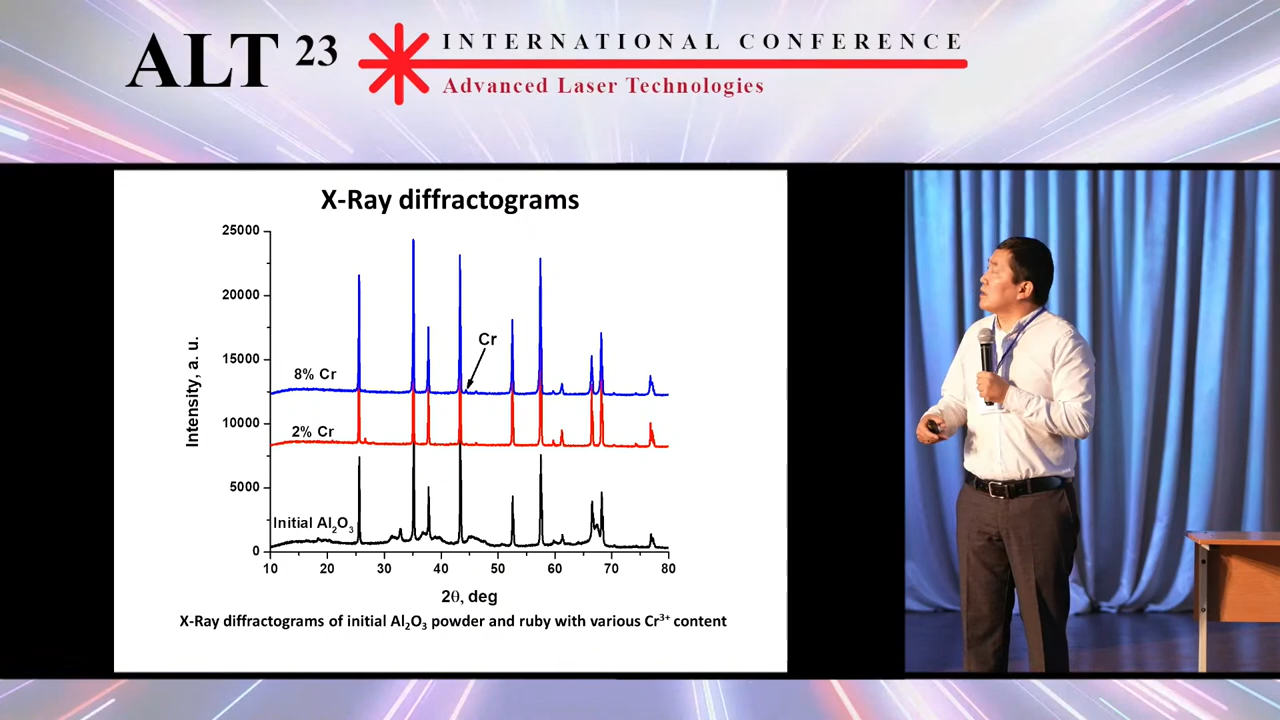 ALT 23
INTERNATIONAL CONFERENCE
Advanced Laser Technologies
X-Ray diffractograms
25000
20000
15000
10000
5000
0
Intensity, a. u.
8% Cr
2% Cr
Initial Al₂O₃
Cr
10 20 30 40 50 60 70 80
2θ, deg
X-Ray diffractograms of initial Al₂O₃ powder and ruby with various Cr³⁺ content